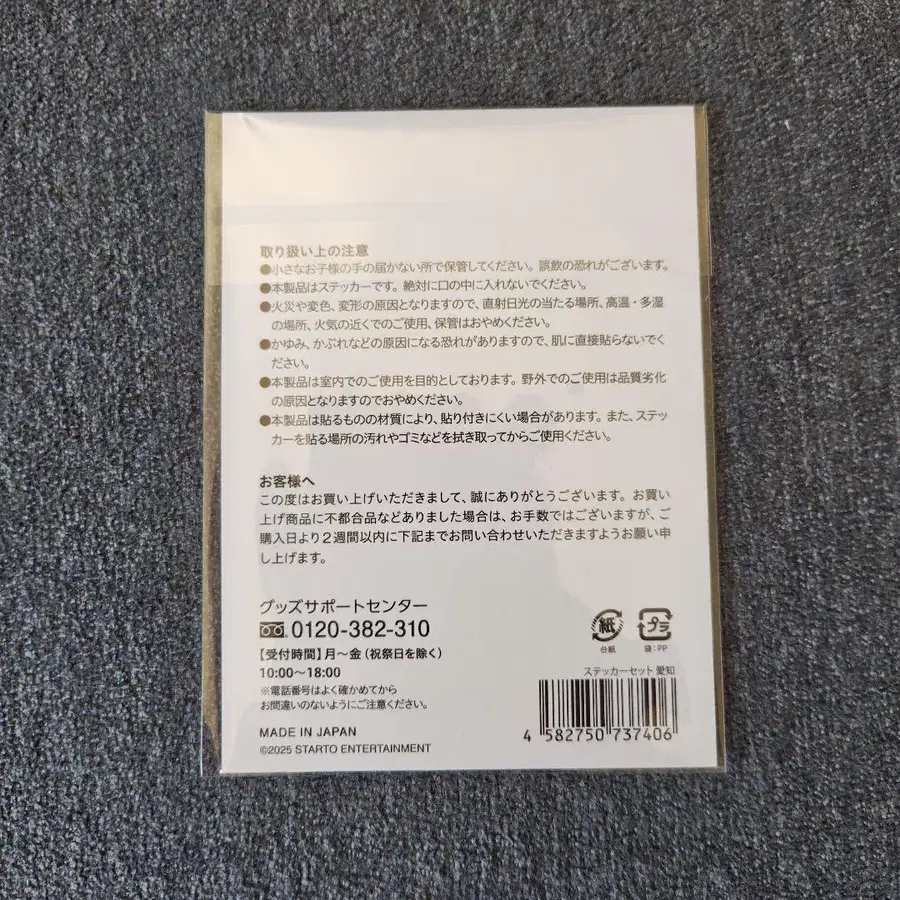 取り扱い上の注意
●小さなお子様の手の届かない所で保管してください。誤飲の恐れがございます。
●本製品はステッカーです。絶対に口の中に入れないでください。
●火災や変色、変形の原因となりますので、直射日光の当たる場所、高温・多湿
の場所、火気の近くでのご使用、保管はおやめください。
●かゆみ、かぶれなどの原因になる恐れがありますので、肌に直接貼らないでく
ださい。
●本製品は室内でのご使用を目的としております。野外でのご使用は品質劣化
の原因となりますのでおやめください。
●本製品は貼るものの材質により、貼り付きにくい場合があります。また、ステッ
カーを貼る場所の汚れやゴミなどを拭き取ってからご使用ください。
お客様へ
この度はお買い上げいただきまして、誠にありがとうございます。お買い
上げ商品に不都合品などありました場合は、お手数ではございますが、ご
購入日より2週間以内に下記までお問い合わせいただきますようお願い申
し上げます。
グッズサポートセンター
0120-382-310
【受付時間】月〜金（祝祭日を除く）
10:00〜18:00
※電話番号はよく確かめてから
お間違いのないようにご注意ください。
MADE IN JAPAN
©2025 STARTO ENTERTAINMENT
紙
台紙
プラ
袋:PP
ステッカーセット 愛知
4 582750 737406